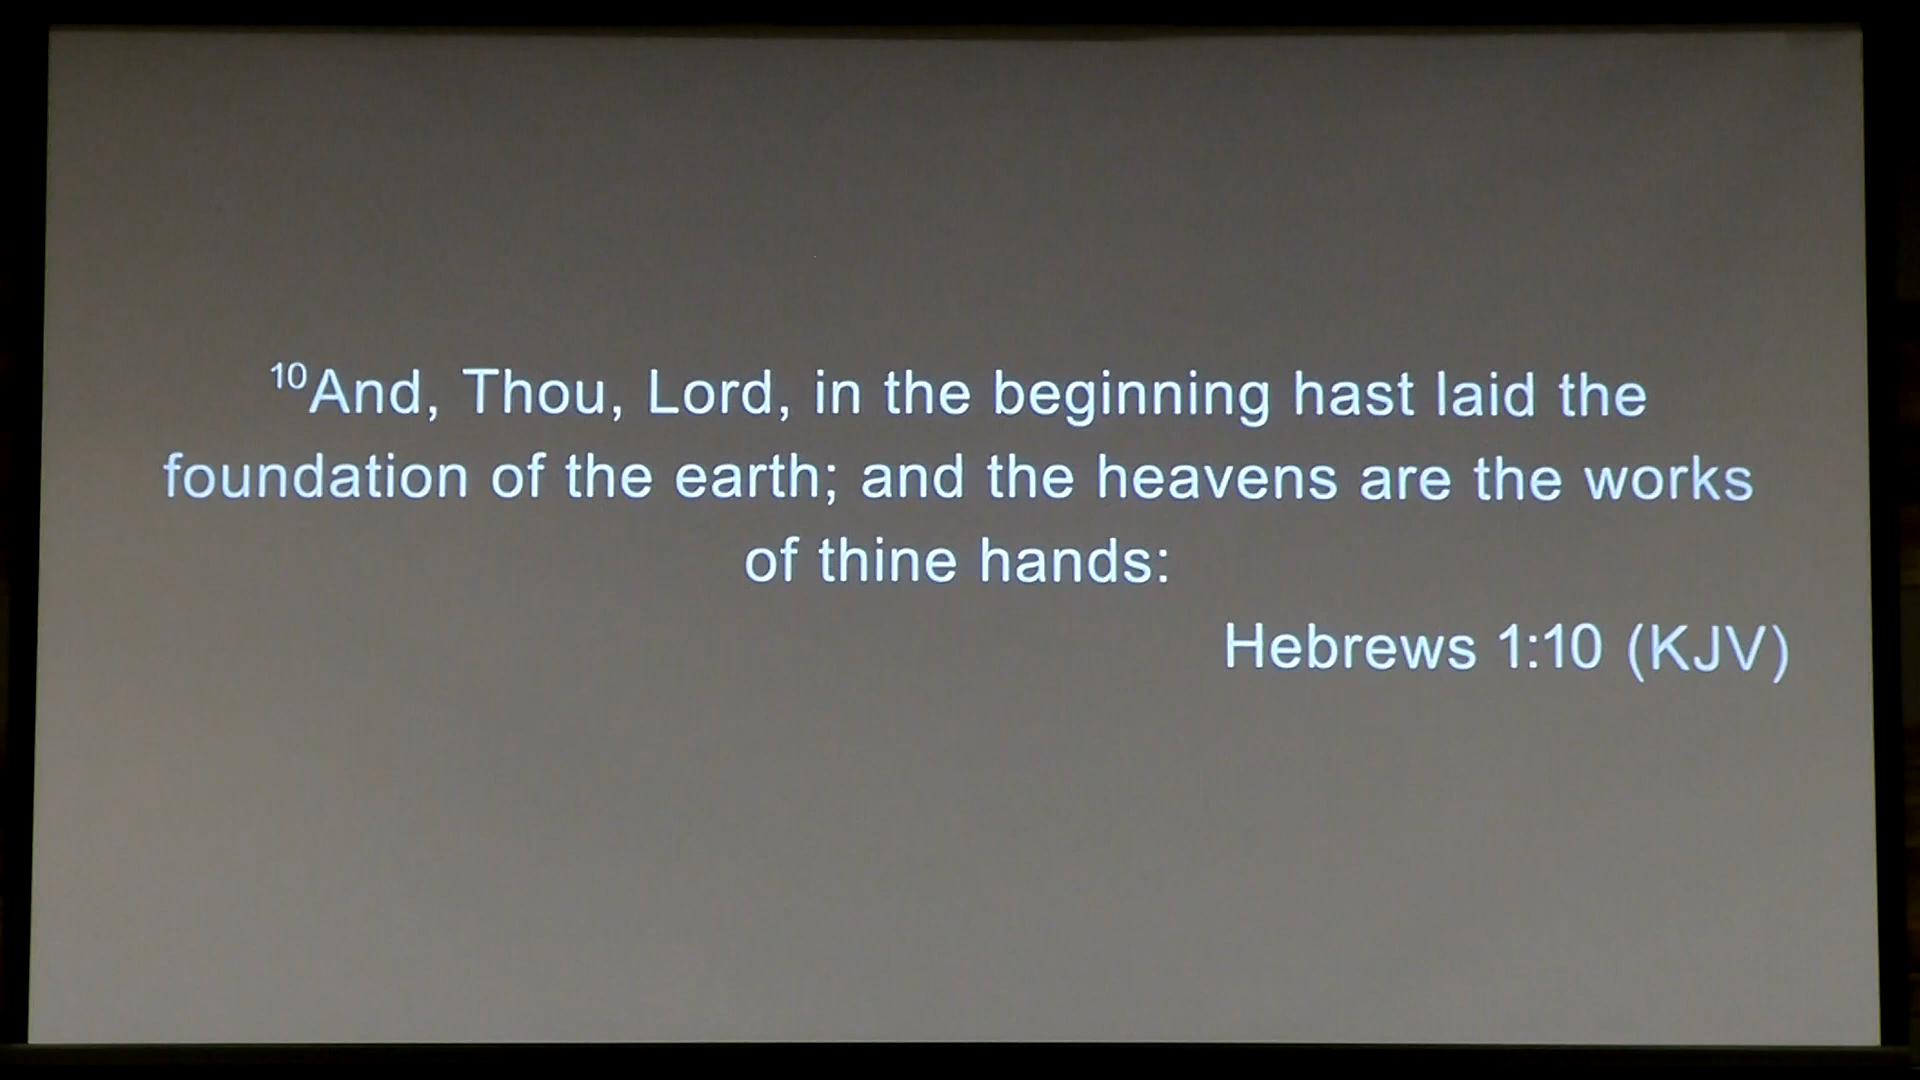 ¹⁰And, Thou, Lord, in the beginning hast laid the
foundation of the earth; and the heavens are the works
of thine hands:
Hebrews 1:10 (KJV)